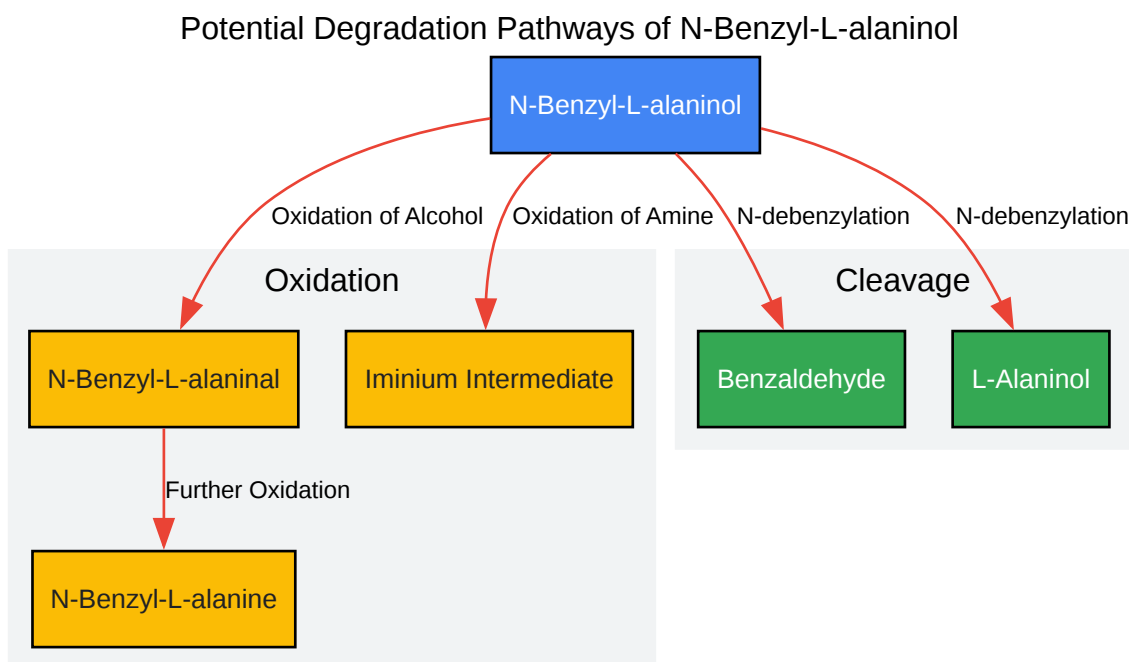 Potential Degradation Pathways of N-Benzyl-L-alaninol
N-Benzyl-L-alaninol
Oxidation of Alcohol
Oxidation of Amine
N-debenzylation
N-debenzylation
Oxidation
Cleavage
N-Benzyl-L-alaninal
Iminium Intermediate
Benzaldehyde
L-Alaninol
Further Oxidation
N-Benzyl-L-alanine